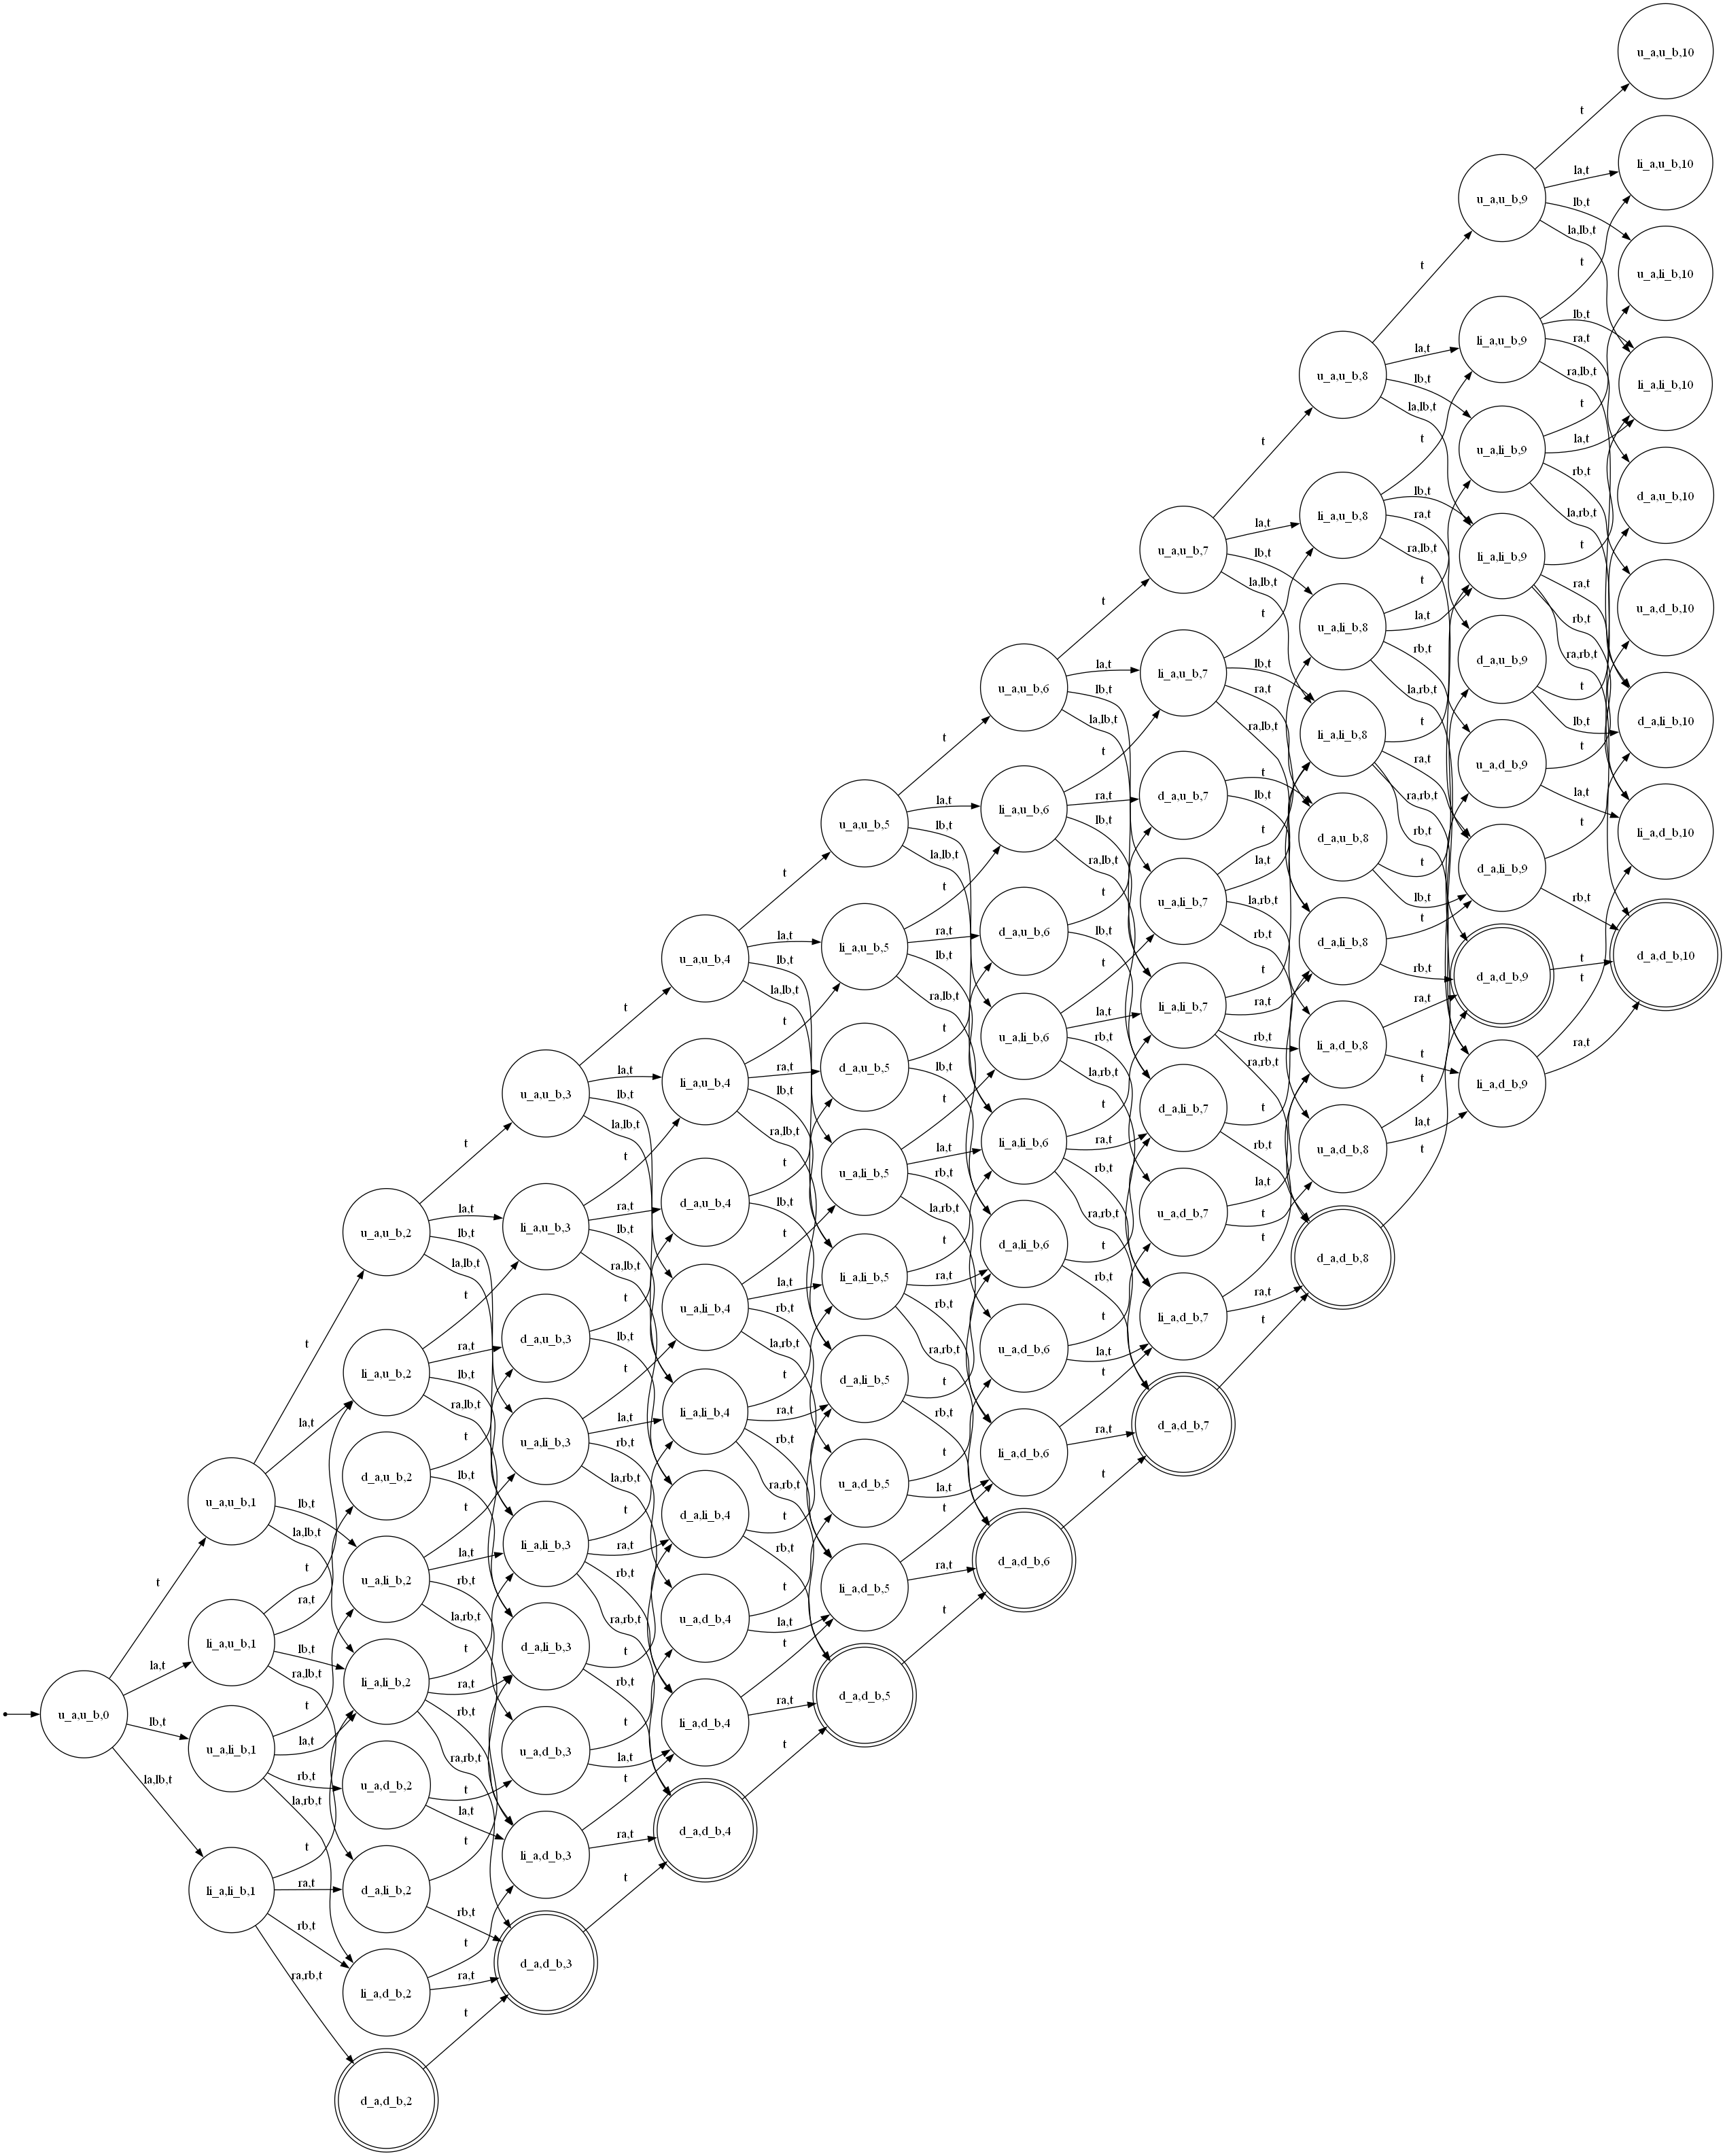 u_a,u_b,0
t
la,t
lb,t
la,lb,t
u_a,u_b,1
li_a,u_b,1
u_a,li_b,1
li_a,li_b,1
t
la,t
lb,t
la,lb,t
t
ra,t
lb,t
ra,lb,t
t
la,t
rb,t
la,rb,t
t
ra,t
rb,t
ra,rb,t
u_a,u_b,2
li_a,u_b,2
d_a,u_b,2
u_a,li_b,2
li_a,li_b,2
u_a,d_b,2
d_a,li_b,2
li_a,d_b,2
d_a,d_b,2
t
la,t
lb,t
la,lb,t
t
ra,t
lb,t
ra,lb,t
t
lb,t
t
la,t
rb,t
la,rb,t
t
ra,t
rb,t
ra,rb,t
t
la,t
t
rb,t
t
ra,t
t
u_a,u_b,3
li_a,u_b,3
d_a,u_b,3
u_a,li_b,3
li_a,li_b,3
d_a,li_b,3
u_a,d_b,3
li_a,d_b,3
d_a,d_b,3
t
la,t
lb,t
la,lb,t
t
ra,t
lb,t
ra,lb,t
t
lb,t
t
la,t
rb,t
la,rb,t
t
ra,t
rb,t
ra,rb,t
t
rb,t
t
la,t
t
ra,t
t
u_a,u_b,4
li_a,u_b,4
d_a,u_b,4
u_a,li_b,4
li_a,li_b,4
d_a,li_b,4
u_a,d_b,4
li_a,d_b,4
d_a,d_b,4
t
la,t
lb,t
la,lb,t
t
ra,t
lb,t
ra,lb,t
t
lb,t
t
la,t
rb,t
la,rb,t
t
ra,t
rb,t
ra,rb,t
t
rb,t
t
la,t
t
ra,t
t
u_a,u_b,5
li_a,u_b,5
d_a,u_b,5
u_a,li_b,5
li_a,li_b,5
d_a,li_b,5
u_a,d_b,5
li_a,d_b,5
d_a,d_b,5
t
la,t
lb,t
la,lb,t
t
ra,t
lb,t
ra,lb,t
t
lb,t
t
la,t
rb,t
la,rb,t
t
ra,t
rb,t
ra,rb,t
t
rb,t
t
la,t
t
ra,t
t
u_a,u_b,6
li_a,u_b,6
d_a,u_b,6
u_a,li_b,6
li_a,li_b,6
d_a,li_b,6
u_a,d_b,6
li_a,d_b,6
d_a,d_b,6
t
la,t
lb,t
la,lb,t
t
ra,t
lb,t
ra,lb,t
t
lb,t
t
la,t
rb,t
la,rb,t
t
ra,t
rb,t
ra,rb,t
t
rb,t
t
la,t
t
ra,t
t
u_a,u_b,7
li_a,u_b,7
d_a,u_b,7
u_a,li_b,7
li_a,li_b,7
d_a,li_b,7
u_a,d_b,7
li_a,d_b,7
d_a,d_b,7
t
la,t
lb,t
la,lb,t
t
lb,t
ra,t
ra,lb,t
t
lb,t
t
la,t
la,rb,t
rb,t
t
ra,t
rb,t
ra,rb,t
t
rb,t
la,t
t
t
ra,t
t
u_a,u_b,8
li_a,u_b,8
u_a,li_b,8
li_a,li_b,8
d_a,u_b,8
d_a,li_b,8
li_a,d_b,8
u_a,d_b,8
d_a,d_b,8
t
la,t
lb,t
la,lb,t
t
lb,t
ra,t
ra,lb,t
t
la,t
rb,t
la,rb,t
t
ra,t
ra,rb,t
rb,t
t
lb,t
t
rb,t
ra,t
t
t
la,t
t
u_a,u_b,9
li_a,u_b,9
u_a,li_b,9
li_a,li_b,9
d_a,u_b,9
u_a,d_b,9
d_a,li_b,9
d_a,d_b,9
li_a,d_b,9
t
la,t
lb,t
la,lb,t
t
lb,t
ra,t
ra,lb,t
t
la,t
rb,t
la,rb,t
t
ra,t
rb,t
ra,rb,t
t
lb,t
t
la,t
t
rb,t
t
t
ra,t
u_a,u_b,10
li_a,u_b,10
u_a,li_b,10
li_a,li_b,10
d_a,u_b,10
u_a,d_b,10
d_a,li_b,10
li_a,d_b,10
d_a,d_b,10